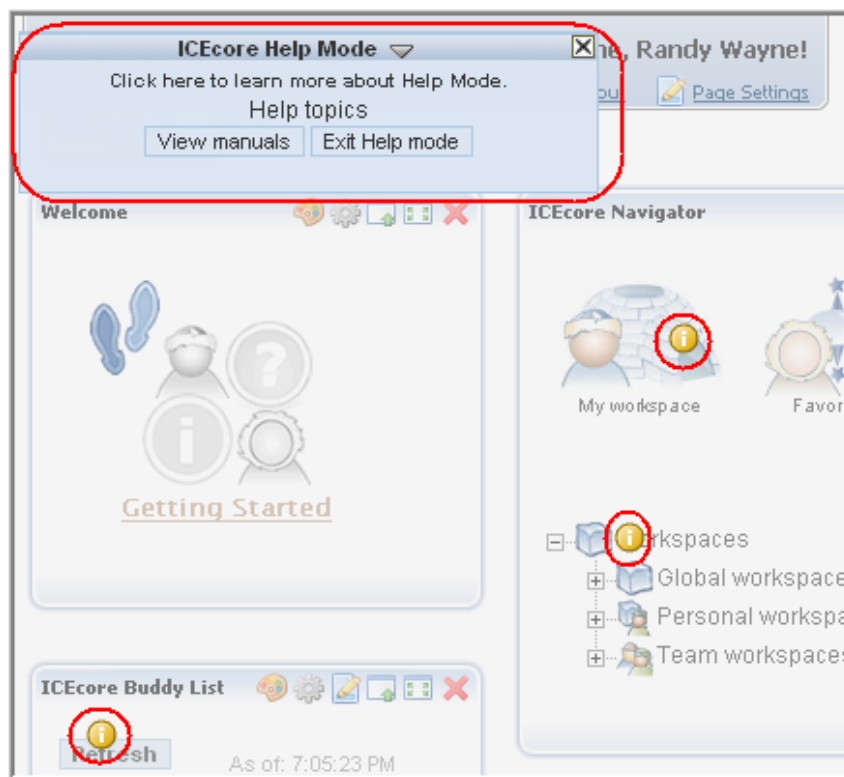 ICEcore Help Mode
Click here to learn more about Help Mode.
Help topics
View manuals Exit Help mode
Randy Wayne!
Page Settings
Welcome
Getting Started
ICEcore Navigator
My workspace
Global workspace
Personal
Team workspaces
ICEcore Buddy List
Refresh
As of: 7:05:23 PM